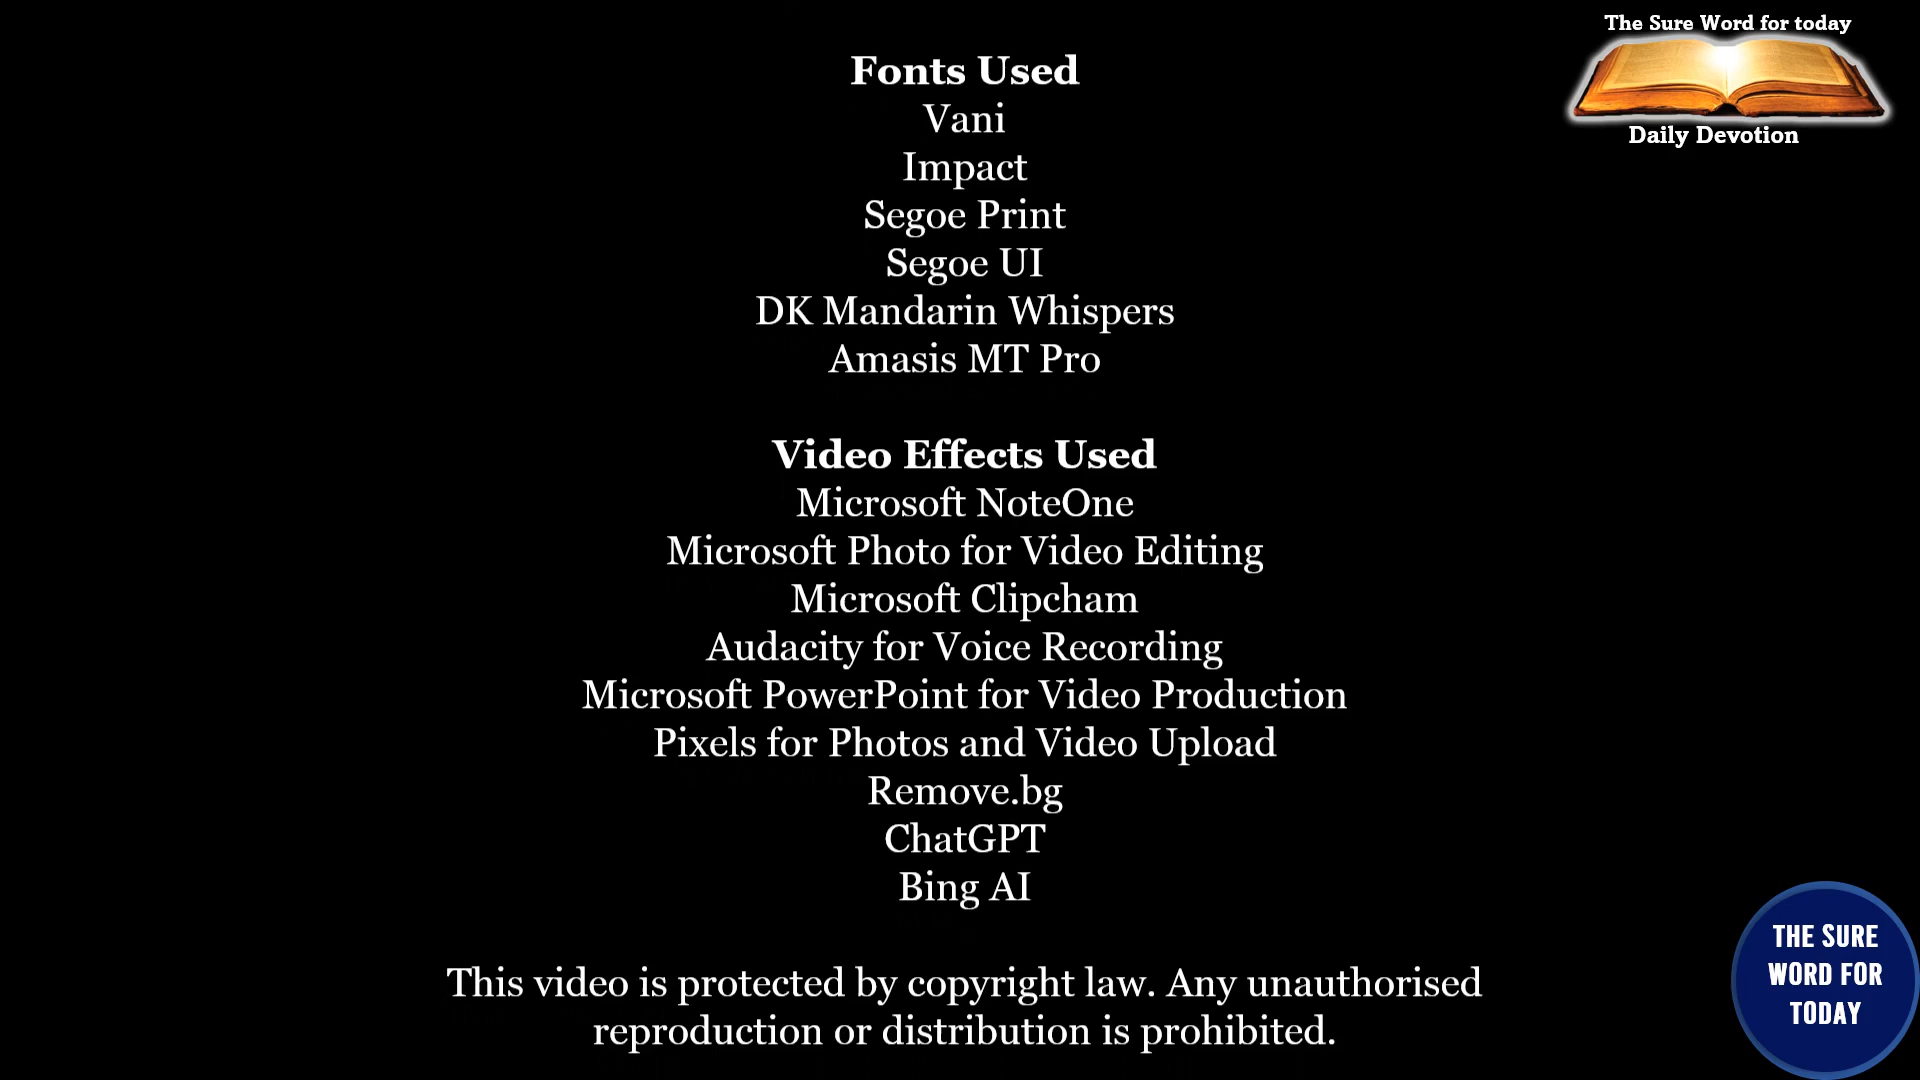 The Sure Word for today
Daily Devotion
Fonts Used
Vani
Impact
Segoe Print
Segoe UI
DK Mandarin Whispers
Amasis MT Pro
Video Effects Used
Microsoft NoteOne
Microsoft Photo for Video Editing
Microsoft Clipcham
Audacity for Voice Recording
Microsoft PowerPoint for Video Production
Pixels for Photos and Video Upload
Remove.bg
ChatGPT
Bing AI
This video is protected by copyright law. Any unauthorised
reproduction or distribution is prohibited.
THE SURE
WORD FOR
TODAY